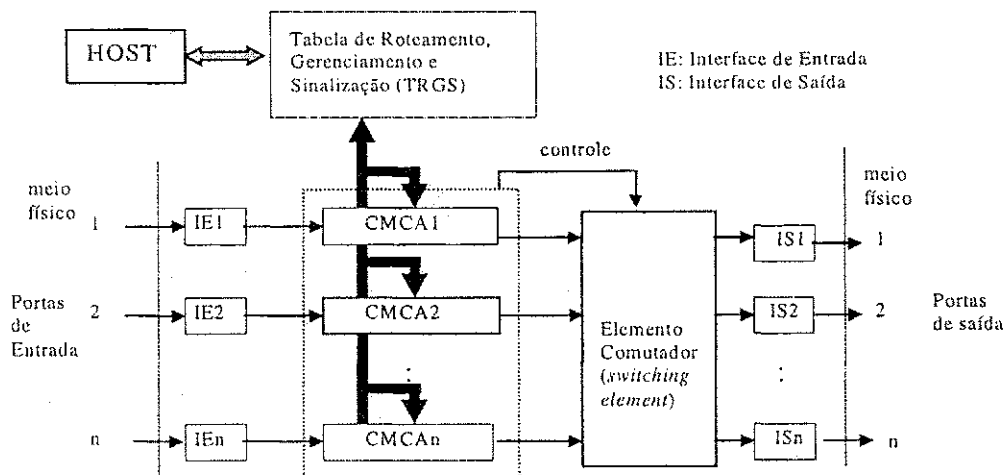 HOST
Tabela de Roteamento,
Gerenciamento e
Sinalização (TRGS)
IE: Interface de Entrada
IS: Interface de Saída
controle
meio
físico
meio
físico
1
IE1
CMCA1
IS1
1
2
IE2
CMCA2
IS2
2
Portas
de
Entrada
Elemento
Comutador
(switching
element)
Portas
de saída
:
:
n
IEn
CMCAn
ISn
n